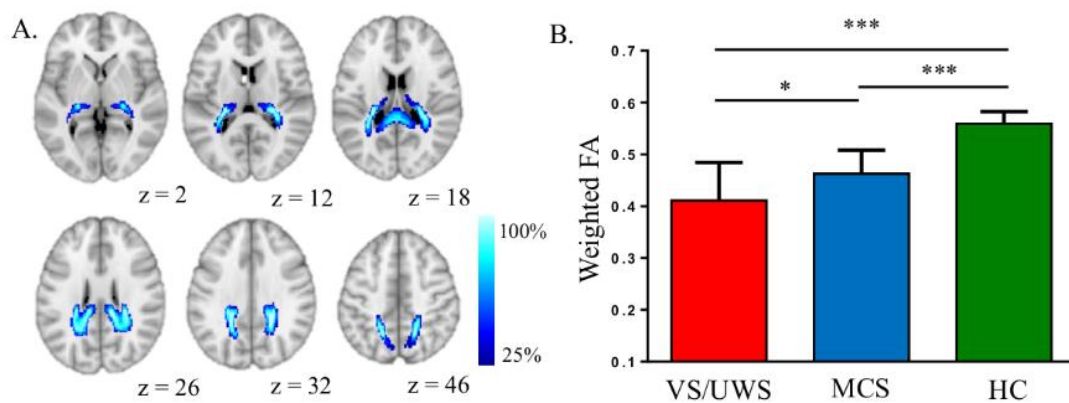 A.
z = 2
z = 12
z = 18
z = 26
z = 32
z = 46
100%
25%
B.
***
*
***
Weighted FA
0.7
0.6
0.5
0.4
0.3
0.2
0.1
VS/UWS
MCS
HC